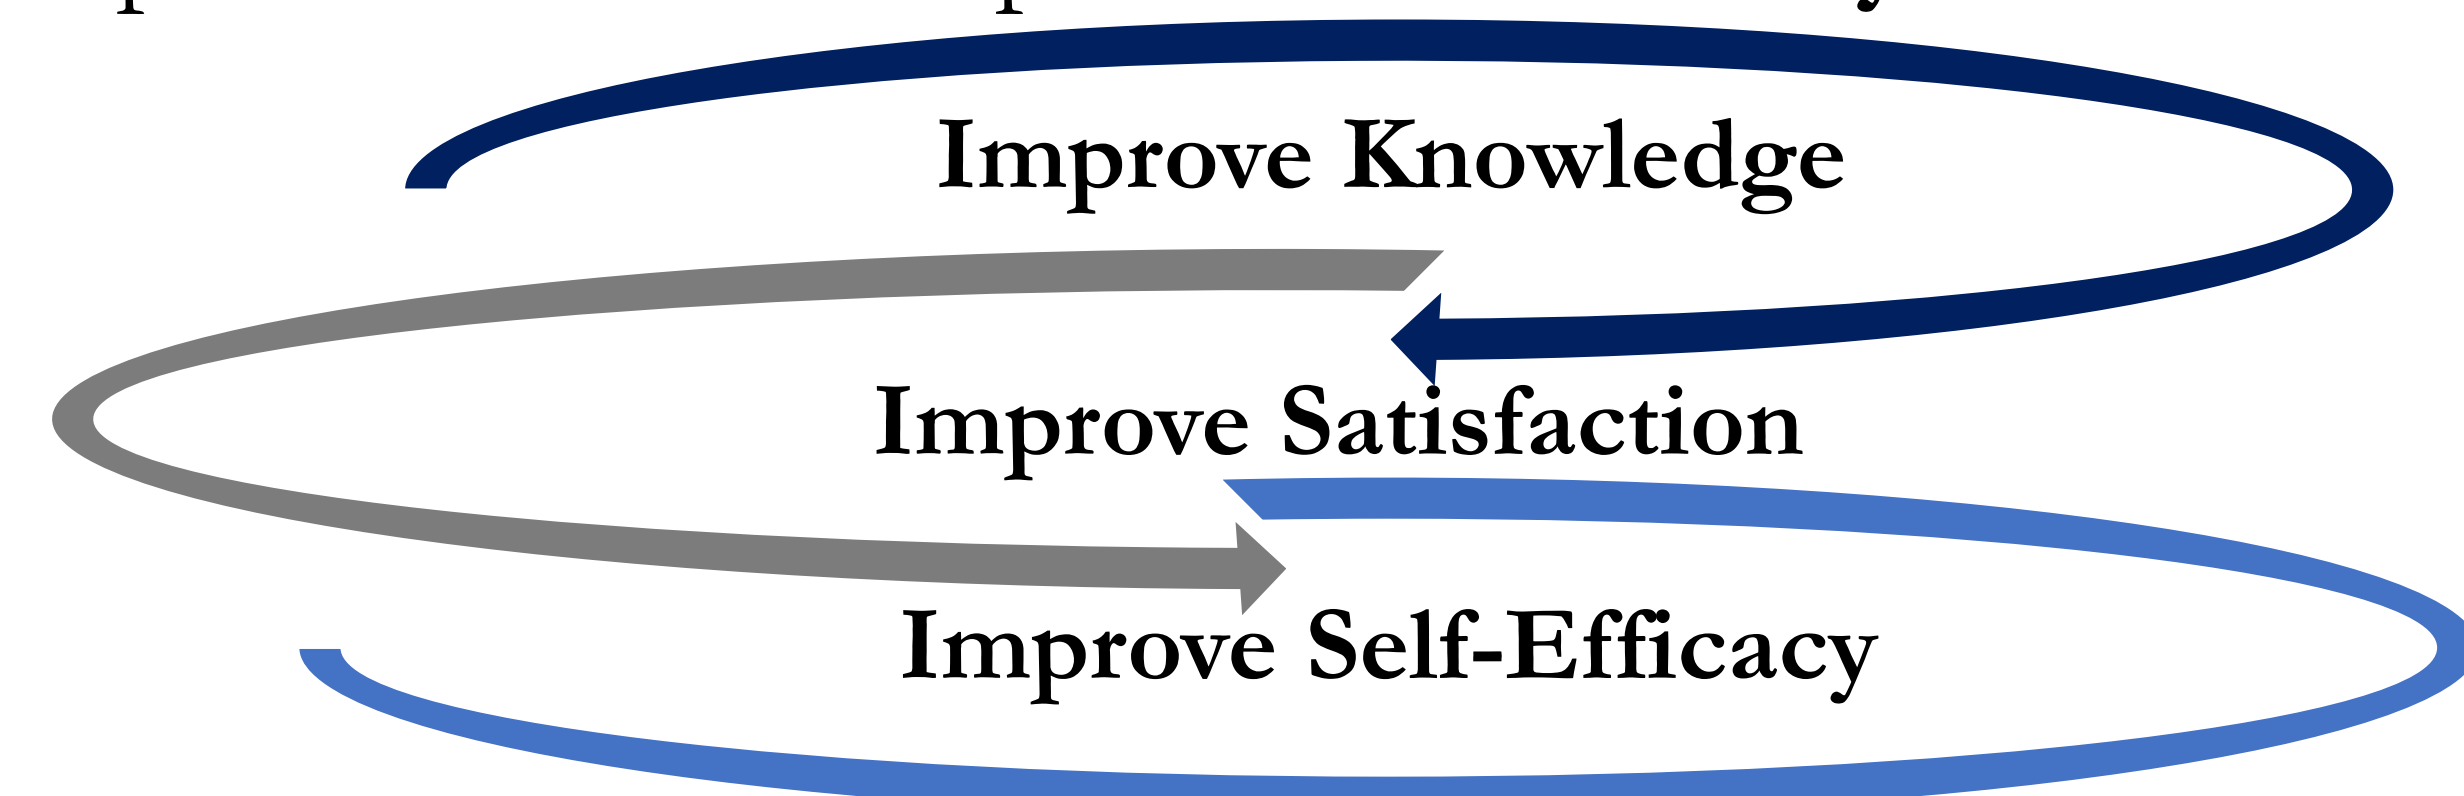 Improve Knowledge
Improve Satisfaction
Improve Self-Efficacy